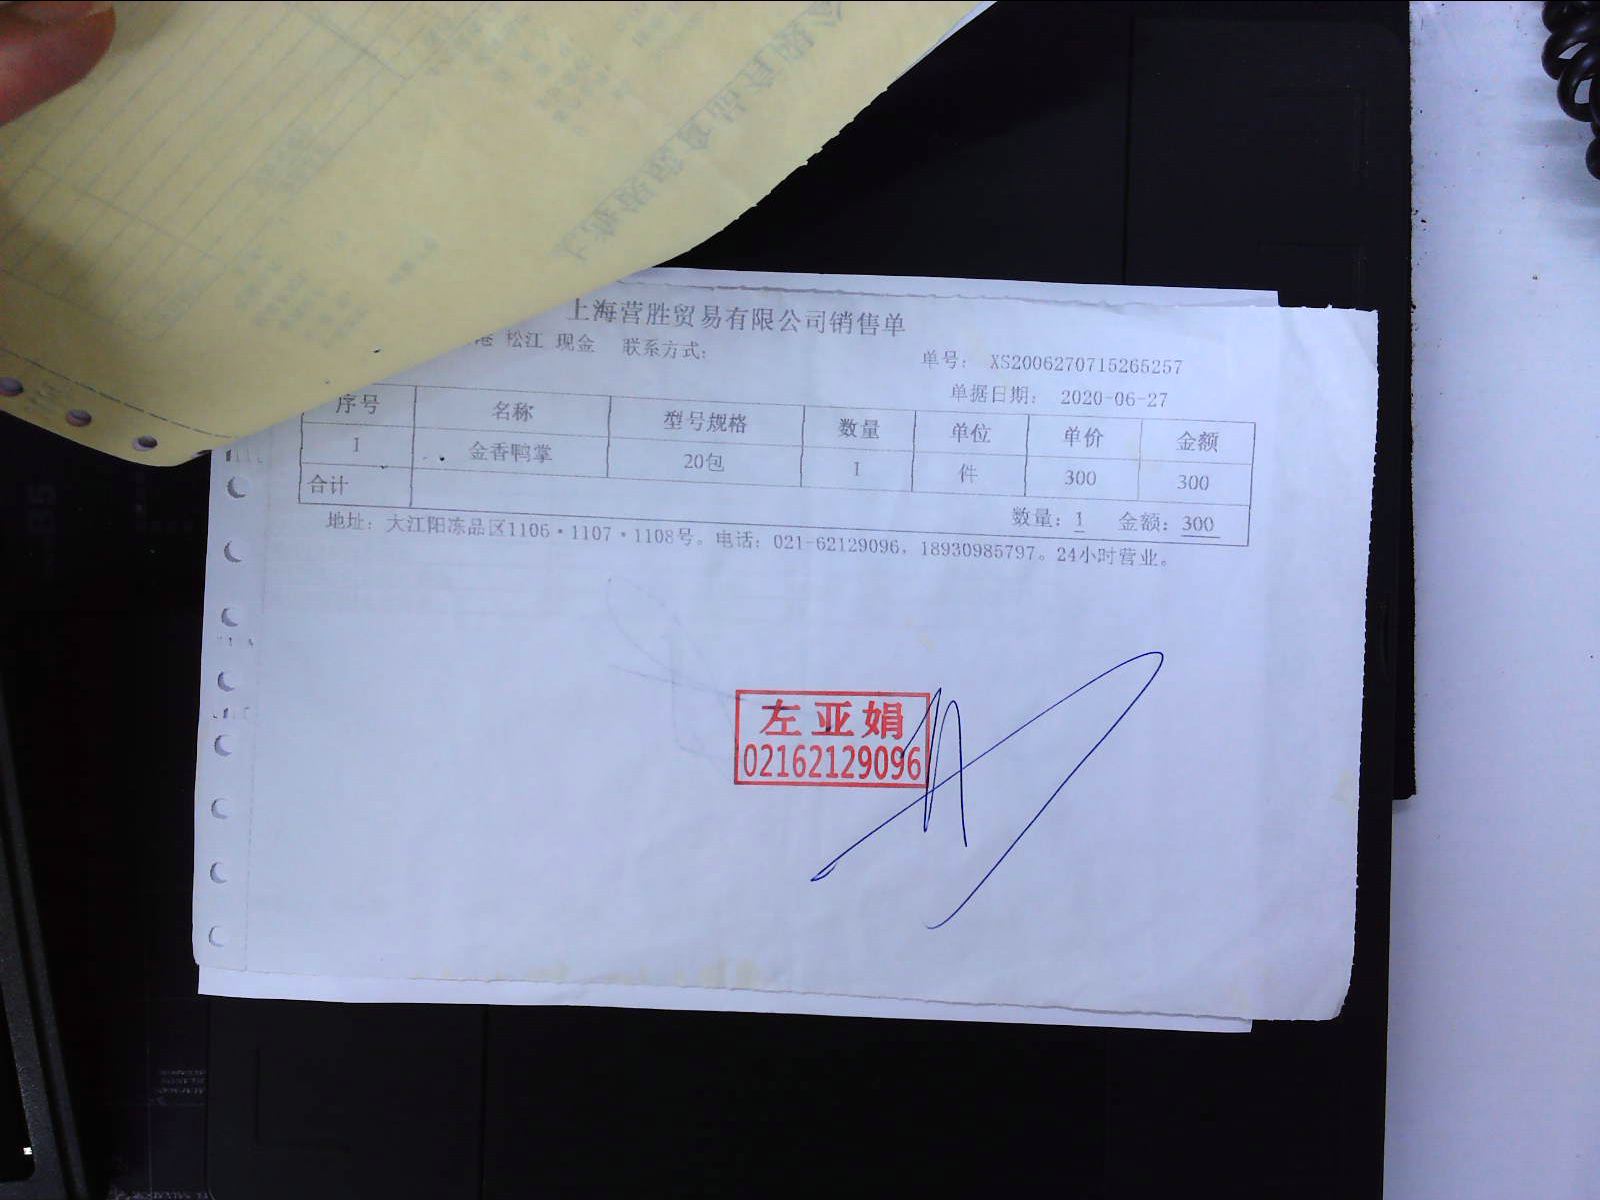 上海营胜贸易有限公司销售单
港 松江 现金 联系方式:
单号: XS2006270715265257
单据日期: 2020-06-27
序号 名称 型号规格 数量 单位 单价 金额
1 金香鸭掌 20包 1 件 300 300
合计
数量: 1 金额: 300
地址: 大江阳冻品区1106·1107·1108号。电话: 021-62129096, 18930985797。24小时营业。
左亚娟
02162129096